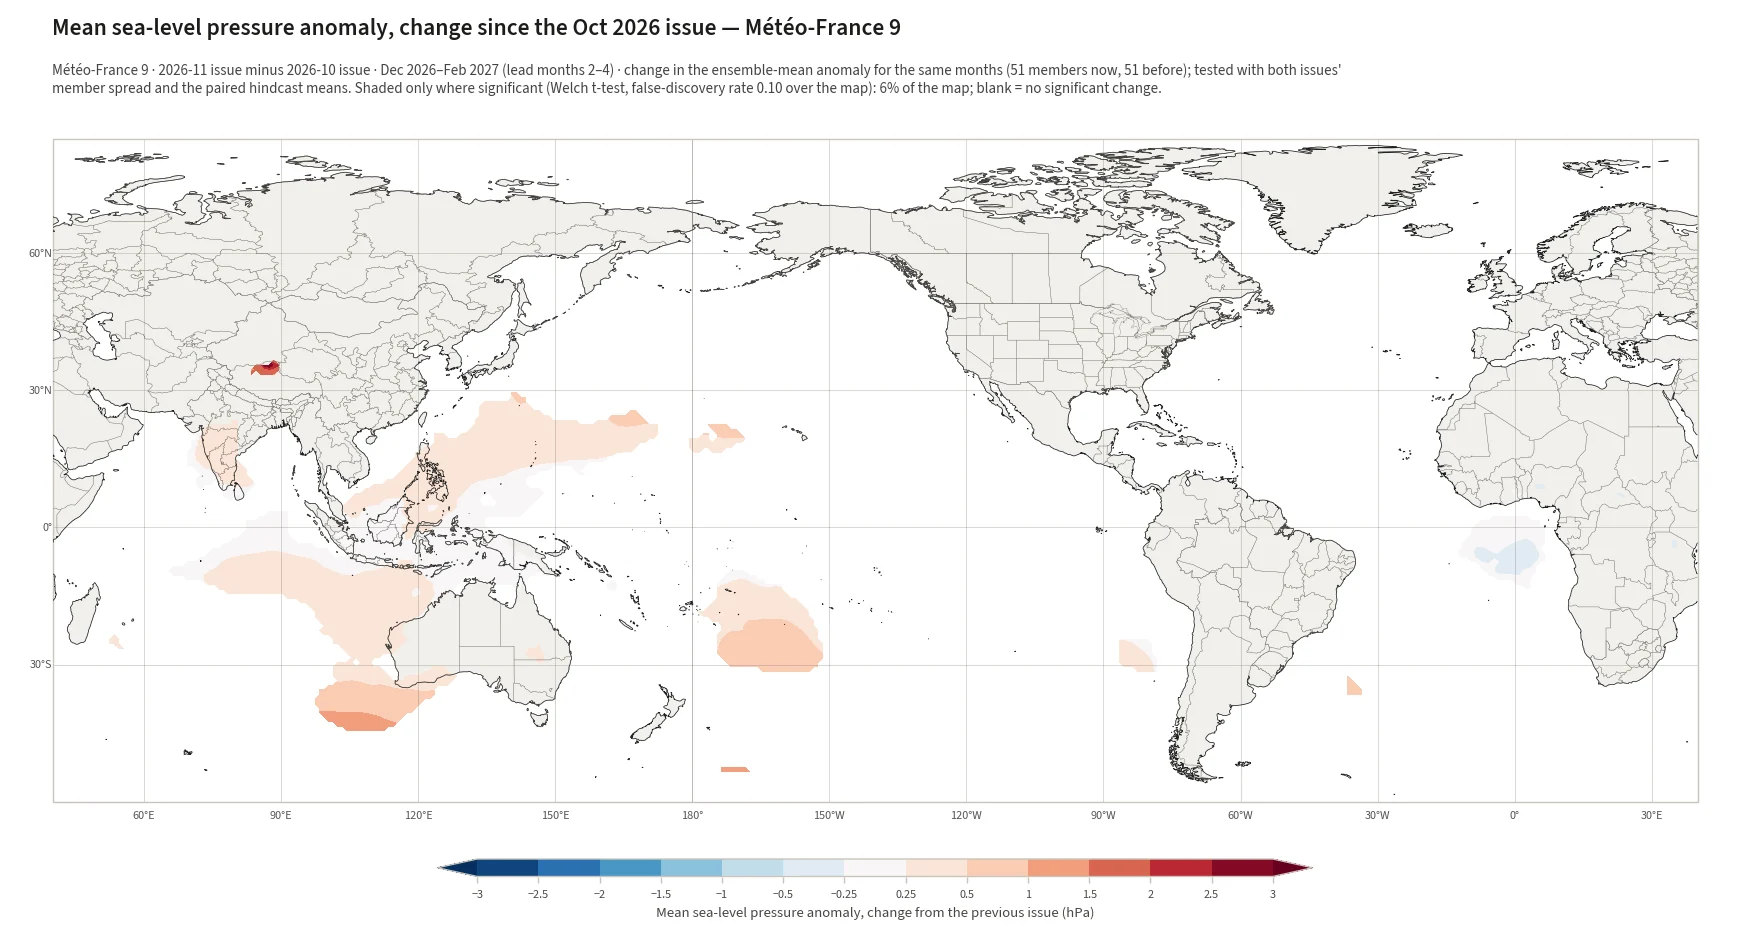 Mean sea-level pressure anomaly, change since the Oct 2026 issue — Météo-France 9
Météo-France 9 · 2026-11 issue minus 2026-10 issue · Dec 2026–Feb 2027 (lead months 2–4) · change in the ensemble-mean anomaly for the same months (51 members now, 51 before); tested with both issues'
member spread and the paired hindcast means. Shaded only where significant (Welch t-test, false-discovery rate 0.10 over the map): 6% of the map; blank = no significant change.
60°N
30°N
0°
30°S
60°E 90°E 120°E 150°E 180° 150°W 120°W 90°W 60°W 30°W 0° 30°E
−3 −2.5 −2 −1.5 −1 −0.5 −0.25 0.25 0.5 1 1.5 2 2.5 3
Mean sea-level pressure anomaly, change from the previous issue (hPa)